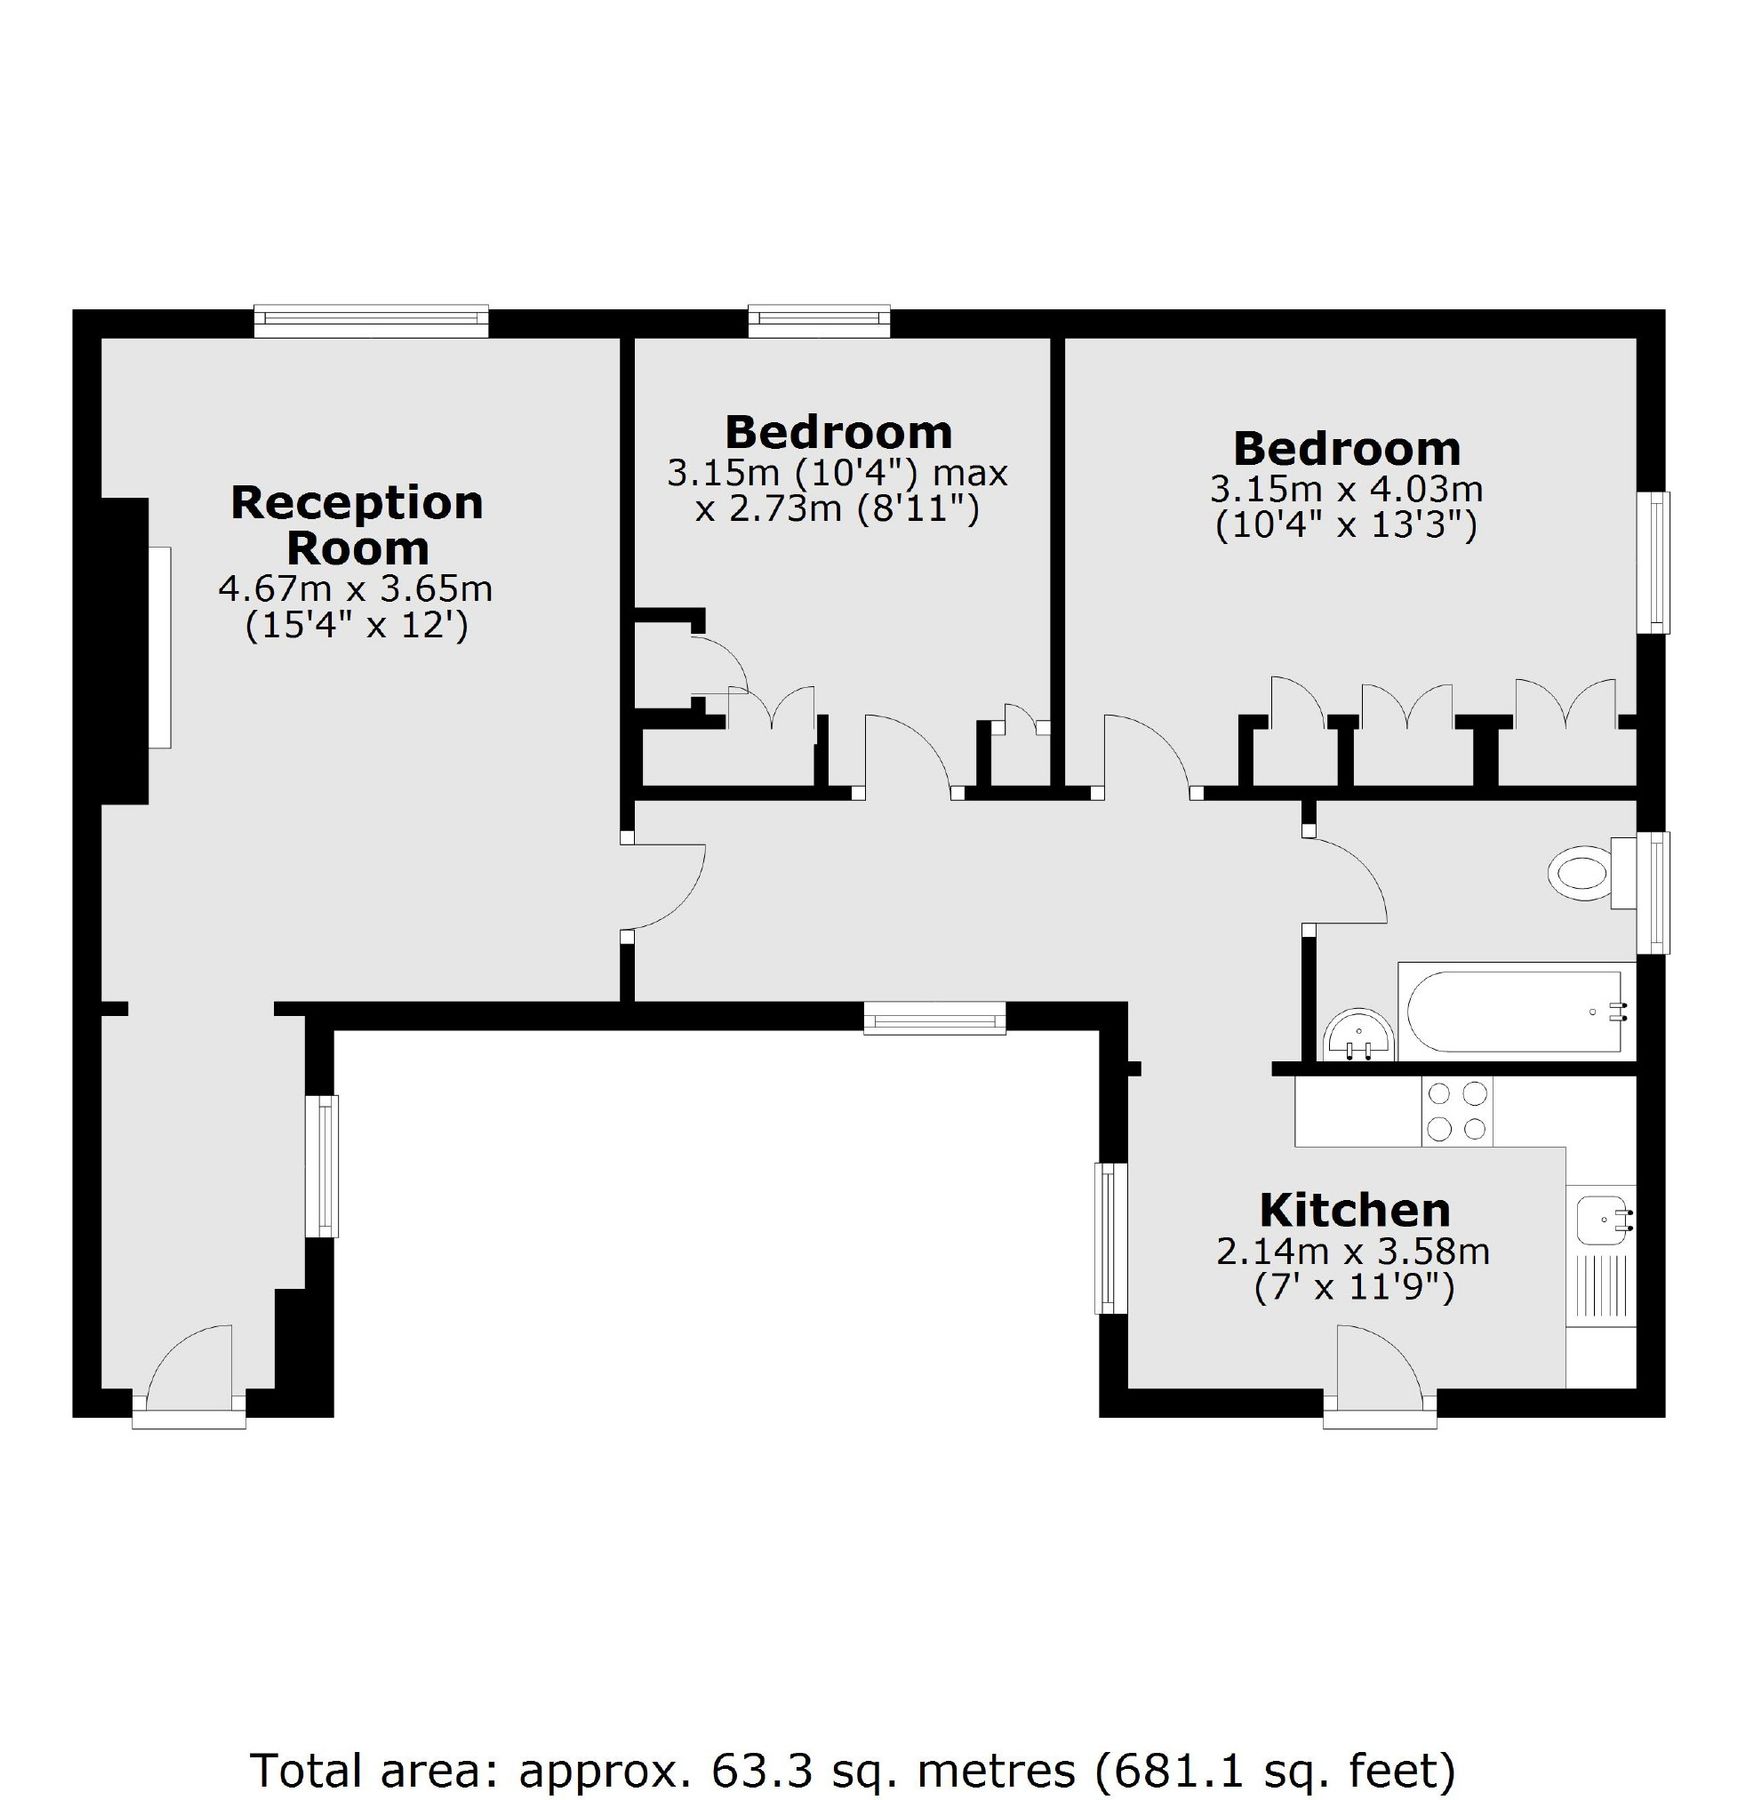 Reception
Room
4.67m x 3.65m
(15'4" x 12')
Bedroom
3.15m (10'4") max
x 2.73m (8'11")
Bedroom
3.15m x 4.03m
(10'4" x 13'3")
Kitchen
2.14m x 3.58m
(7' x 11'9")
Total area: approx. 63.3 sq. metres (681.1 sq. feet)